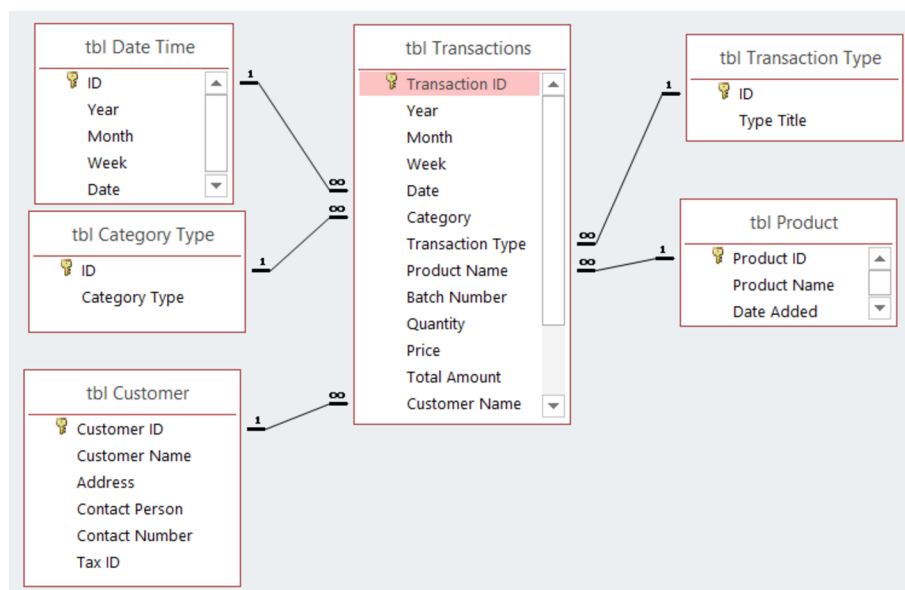 tbl Date Time
ID
Year
Month
Week
Date
tbl Category Type
ID
Category Type
tbl Customer
Customer ID
Customer Name
Address
Contact Person
Contact Number
Tax ID
tbl Transactions
Transaction ID
Year
Month
Week
Date
Category
Transaction Type
Product Name
Batch Number
Quantity
Price
Total Amount
Customer Name
tbl Transaction Type
ID
Type Title
tbl Product
Product ID
Product Name
Date Added
1
∞
∞
1
1
∞
1
∞
∞
1